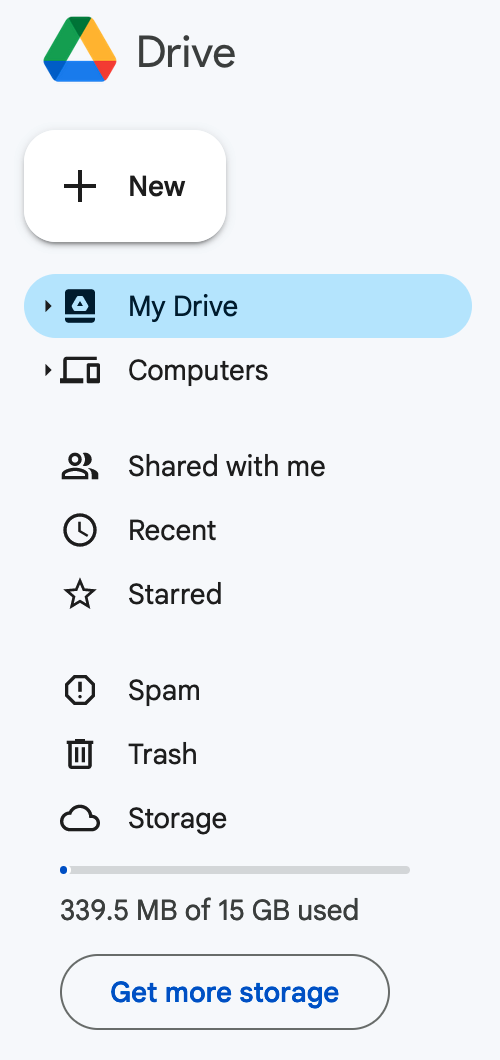 Drive
New
My Drive
Computers
Shared with me
Recent
Starred
Spam
Trash
Storage
339.5 MB of 15 GB used
Get more storage